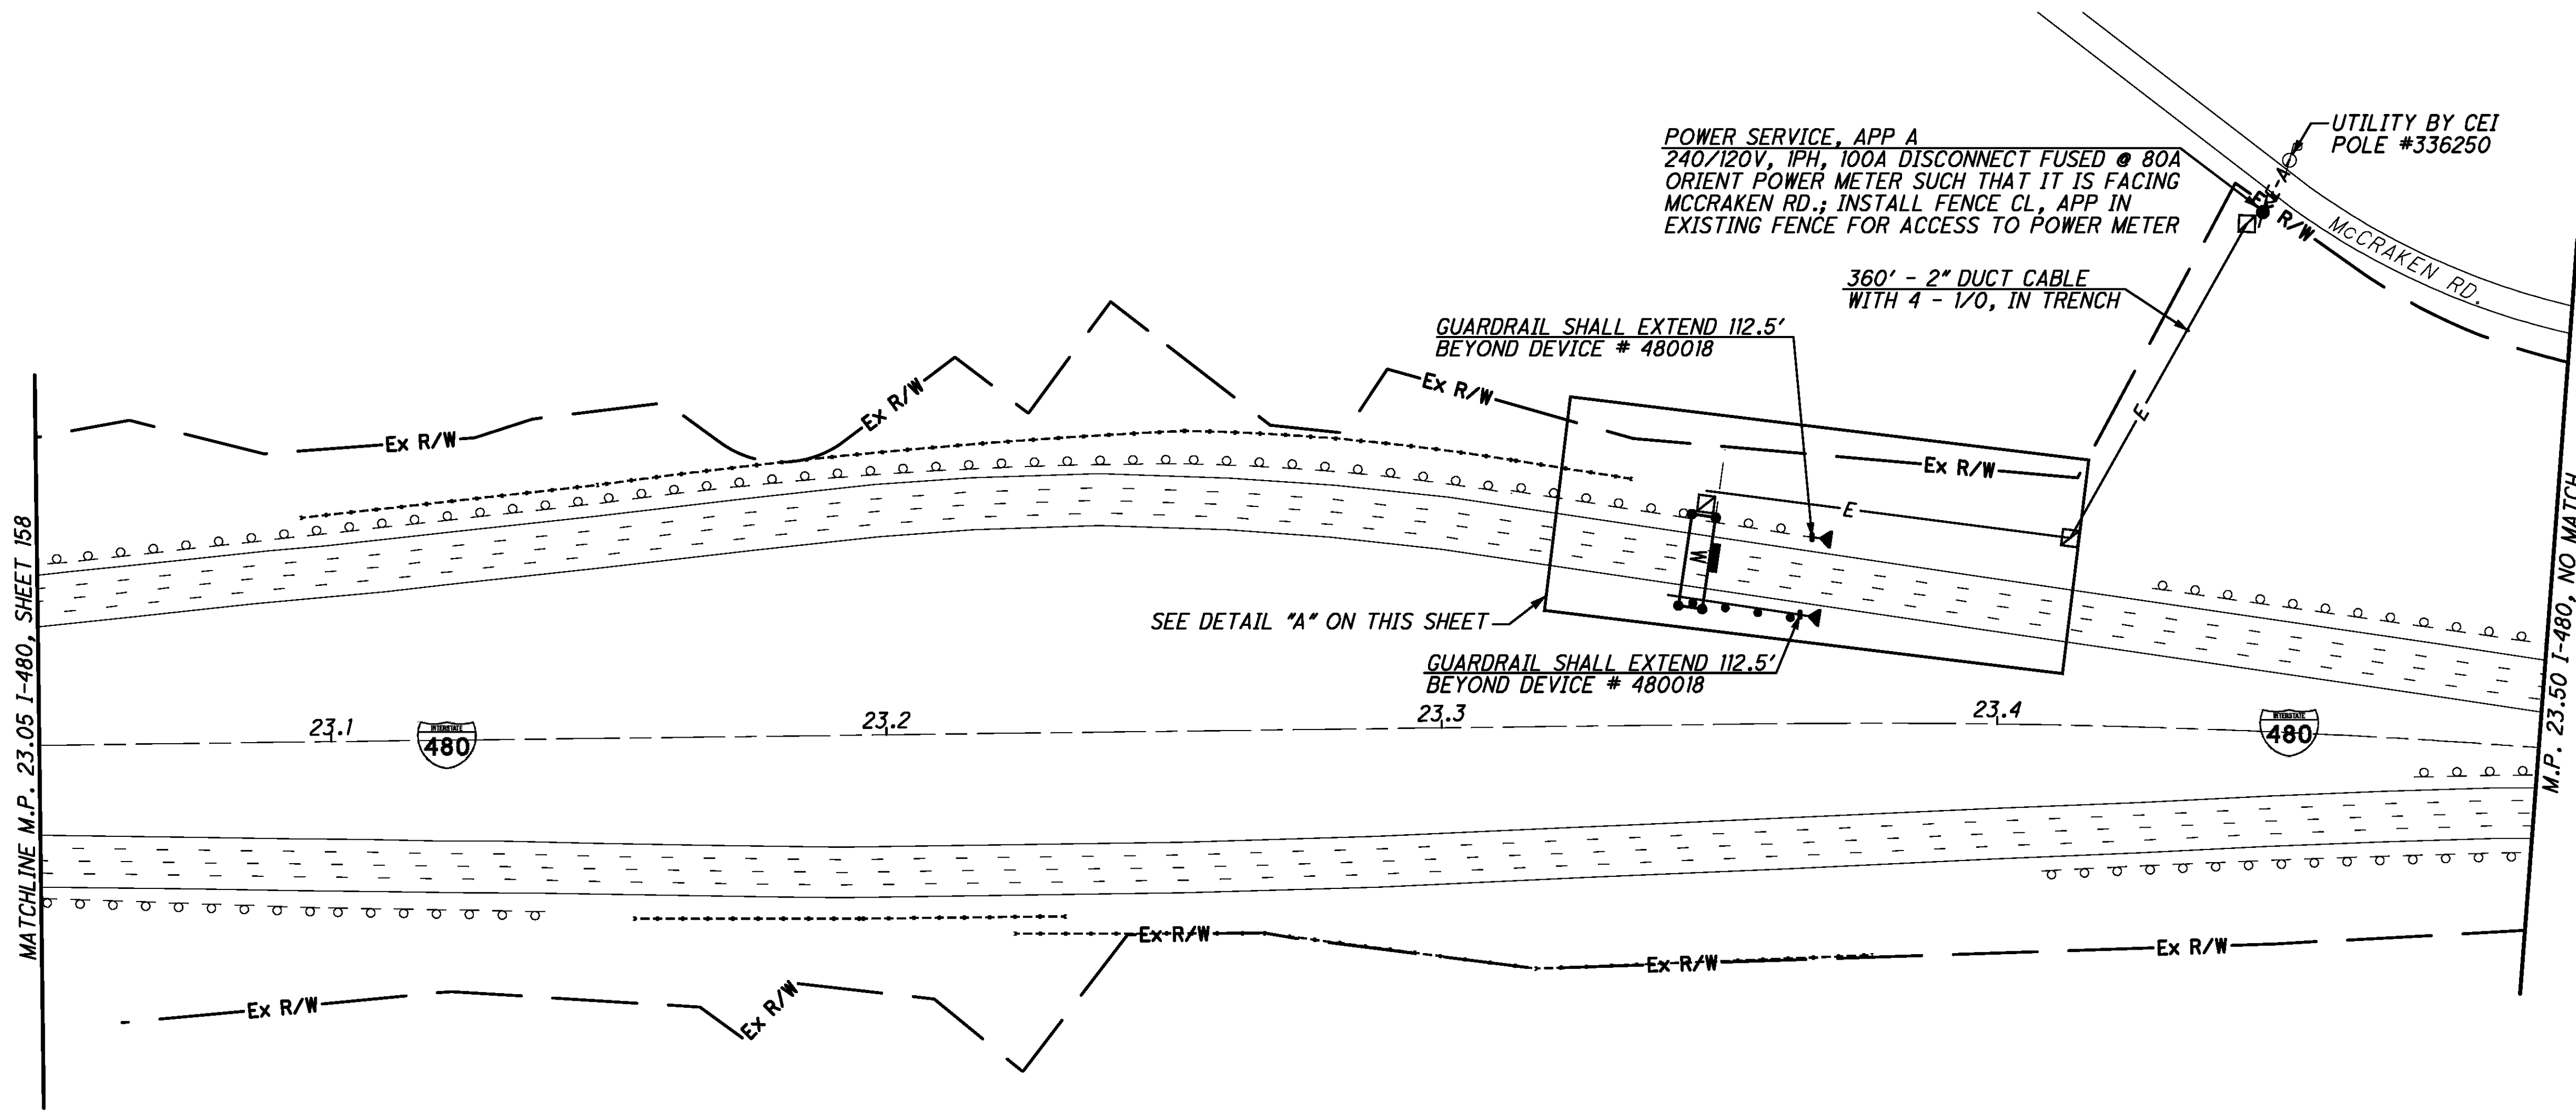 UTILITY BY CEI
POLE #336250
POWER SERVICE, APP A
240/120V, 1PH, 100A DISCONNECT FUSED @ 80A
ORIENT POWER METER SUCH THAT IT IS FACING
MCCRAKEN RD.; INSTALL FENCE CL, APP IN
EXISTING FENCE FOR ACCESS TO POWER METER
Ex R/W
McCRAKEN RD.
360' - 2" DUCT CABLE
WITH 4 - 1/0, IN TRENCH
GUARDRAIL SHALL EXTEND 112.5'
BEYOND DEVICE # 480018
Ex R/W
Ex R/W
Ex R/W
Ex R/W
E
E
W
MATCHLINE M.P. 23.05 I-480, SHEET 158
M.P. 23.50 I-480, NO MATCH
SEE DETAIL "A" ON THIS SHEET
GUARDRAIL SHALL EXTEND 112.5'
BEYOND DEVICE # 480018
23.1
23.2
23.3
23.4
INTERSTATE
480
INTERSTATE
480
Ex R/W
Ex R/W
Ex R/W
Ex R/W
Ex R/W